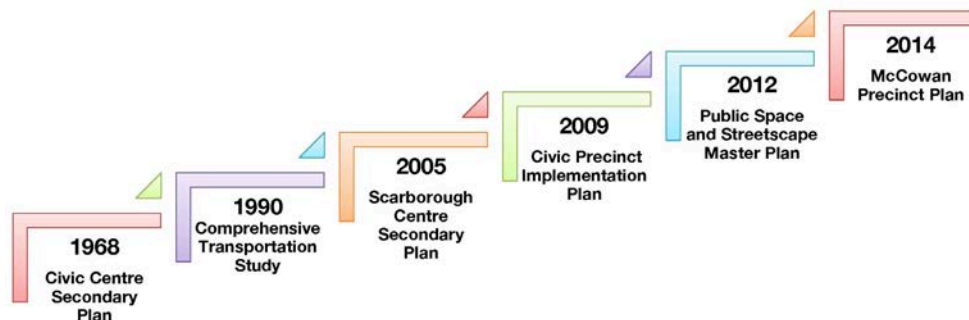 1968
Civic Centre
Secondary
Plan
1990
Comprehensive
Transportation
Study
2005
Scarborough
Centre
Secondary
Plan
2009
Civic Precinct
Implementation
Plan
2012
Public Space
and Streetscape
Master Plan
2014
McCowan
Precinct Plan